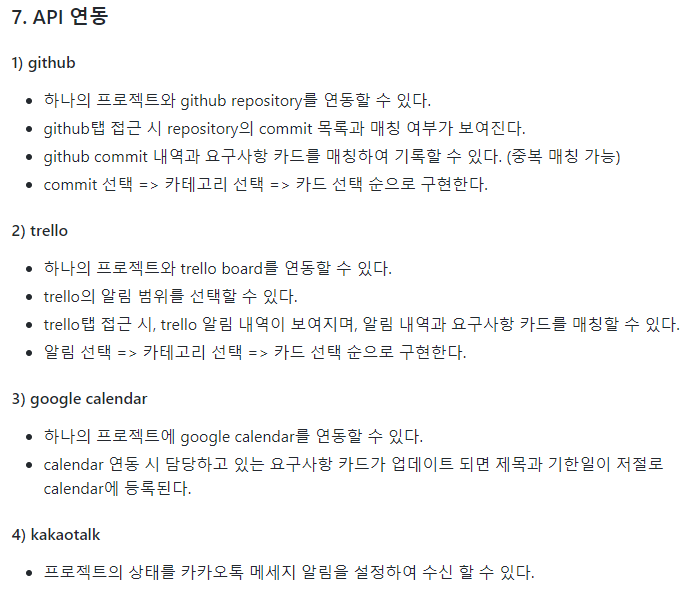 7. API 연동
1) github
하나의 프로젝트와 github repository를 연동할 수 있다.
github탭 접근 시 repository의 commit 목록과 매칭 여부가 보여진다.
github commit 내역과 요구사항 카드를 매칭하여 기록할 수 있다. (중복 매칭 가능)
commit 선택 => 카테고리 선택 => 카드 선택 순으로 구현한다.
2) trello
하나의 프로젝트와 trello board를 연동할 수 있다.
trello의 알림 범위를 선택할 수 있다.
trello탭 접근 시, trello 알림 내역이 보여지며, 알림 내역과 요구사항 카드를 매칭할 수 있다.
알림 선택 => 카테고리 선택 => 카드 선택 순으로 구현한다.
3) google calendar
하나의 프로젝트에 google calendar를 연동할 수 있다.
calendar 연동 시 담당하고 있는 요구사항 카드가 업데이트 되면 제목과 기한일이 저절로
calendar에 등록된다.
4) kakaotalk
프로젝트의 상태를 카카오톡 메세지 알림을 설정하여 수신 할 수 있다.